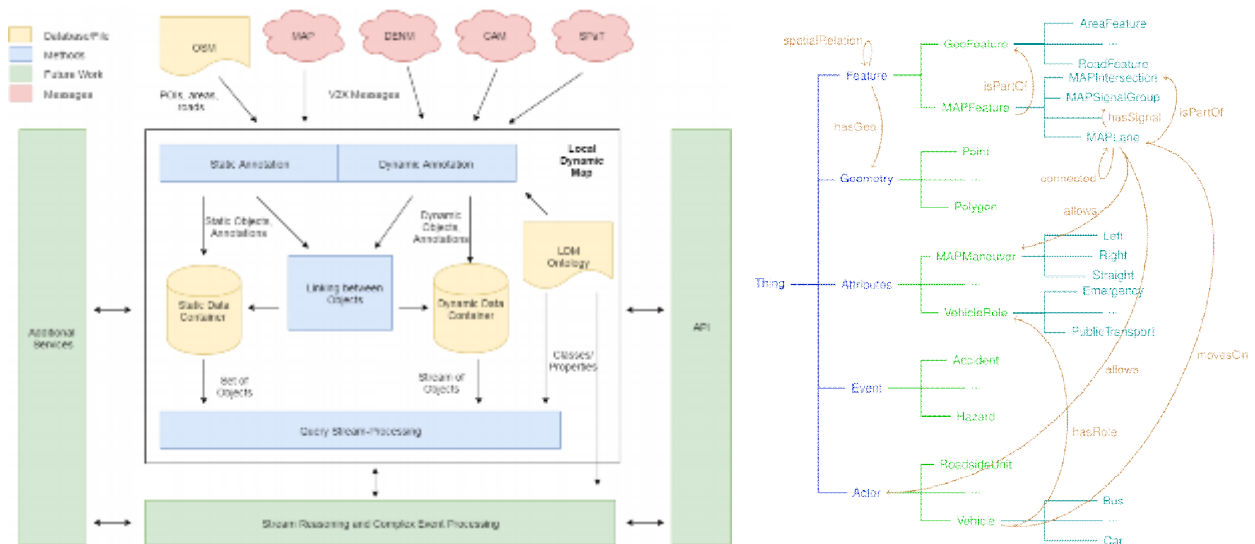 Database/File
Methods
Future Work
Messages
OSM
MAP
DENM
CAM
SPaT
POIs, areas,
roads
V2X Messages
Static Annotation
Dynamic Annotation
Local
Dynamic
Map
Static Objects,
Annotations
Dynamic
Objects,
Annotations
LDM
Ontology
Linking between
Objects
Static Data
Container
Dynamic Data
Container
Additional
Services
API
Set of
Objects
Stream of
Objects
Classes/
Properties
Query Stream-Processing
Stream Reasoning and Complex Event Processing
Thing
Feature
Geometry
Attributes
Event
Actor
spatialRelation
hasGeo
GeoFeature
MAPFeature
isPartOf
AreaFeature
...
RoadFeature
MAPIntersection
MAPSignalGroup
...
hasSignal
isPartOf
MAPLane
connected
allows
Point
...
Polygon
MAPManeuver
Left
Right
Straight
VehicleRole
Emergency
...
PublicTransport
movesOn
allows
hasRole
Accident
...
Hazard
RoadsideUnit
...
Vehicle
Bus
...
Car